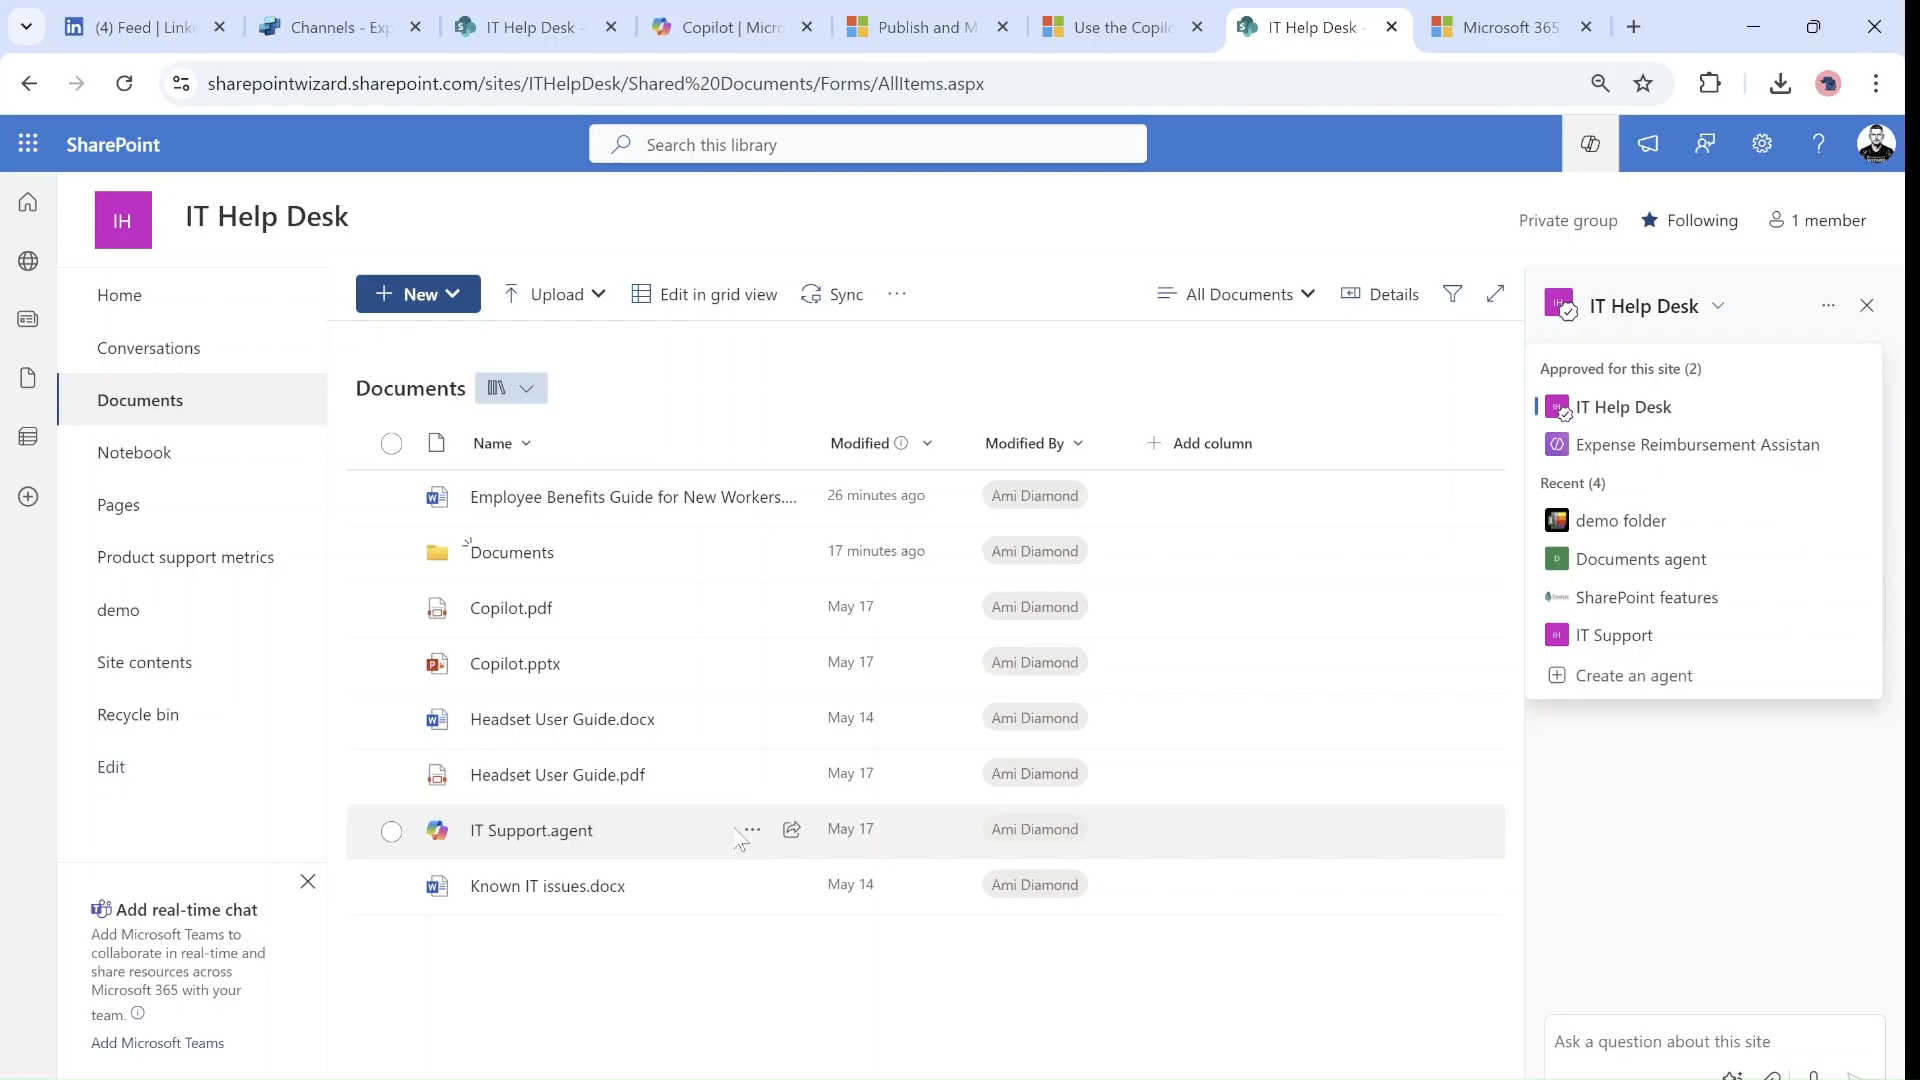 (4) Feed | Link
Channels - Exp
IT Help Desk -
Copilot | Micro
Publish and M
Use the Copilo
IT Help Desk -
Microsoft 365
sharepointwizard.sharepoint.com/sites/ITHelpDesk/Shared%20Documents/Forms/AllItems.aspx
SharePoint
Search this library
IH
IT Help Desk
Private group
Following
1 member
Home
Conversations
Documents
Notebook
Pages
Product support metrics
demo
Site contents
Recycle bin
Edit
Add real-time chat
Add Microsoft Teams to
collaborate in real-time and
share resources across
Microsoft 365 with your
team.
Add Microsoft Teams
New
Upload
Edit in grid view
Sync
All Documents
Details
Documents
Name
Modified
Modified By
Add column
Employee Benefits Guide for New Workers....
26 minutes ago
Ami Diamond
Documents
17 minutes ago
Ami Diamond
Copilot.pdf
May 17
Ami Diamond
Copilot.pptx
May 17
Ami Diamond
Headset User Guide.docx
May 14
Ami Diamond
Headset User Guide.pdf
May 17
Ami Diamond
IT Support.agent
May 17
Ami Diamond
Known IT issues.docx
May 14
Ami Diamond
IT Help Desk
Approved for this site (2)
IT Help Desk
Expense Reimbursement Assistan
Recent (4)
demo folder
D
Documents agent
SharePoint features
IH
IT Support
Create an agent
Ask a question about this site